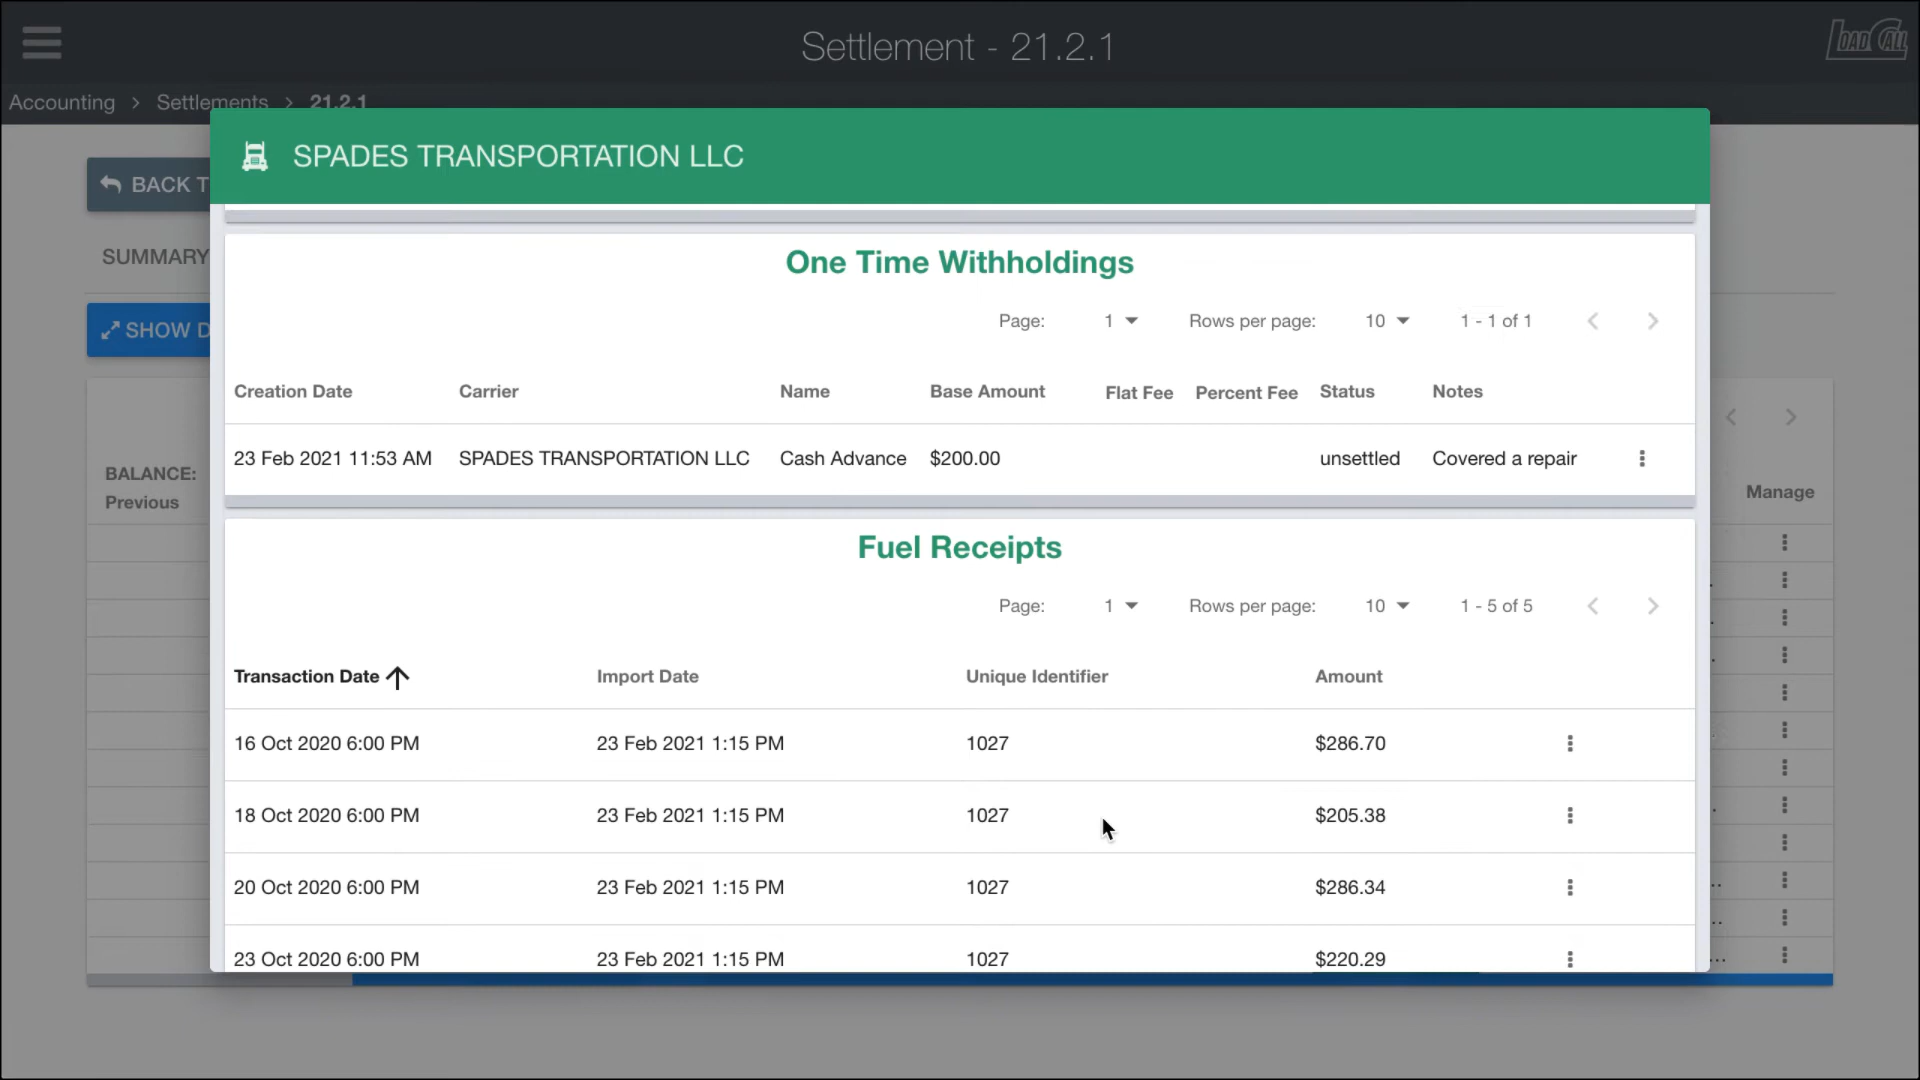 Settlement - 21.2.1
LOAD CALL
Accounting > Settlements > 21.2.1
SPADES TRANSPORTATION LLC
BACK T
SUMMARY
SHOW D
One Time Withholdings
Page: 1 Rows per page: 10 1 - 1 of 1
Creation Date Carrier Name Base Amount Flat Fee Percent Fee Status Notes
23 Feb 2021 11:53 AM SPADES TRANSPORTATION LLC Cash Advance $200.00 unsettled Covered a repair
BALANCE:
Previous
Manage
Fuel Receipts
Page: 1 Rows per page: 10 1 - 5 of 5
Transaction Date Import Date Unique Identifier Amount
16 Oct 2020 6:00 PM 23 Feb 2021 1:15 PM 1027 $286.70
18 Oct 2020 6:00 PM 23 Feb 2021 1:15 PM 1027 $205.38
20 Oct 2020 6:00 PM 23 Feb 2021 1:15 PM 1027 $286.34
23 Oct 2020 6:00 PM 23 Feb 2021 1:15 PM 1027 $220.29